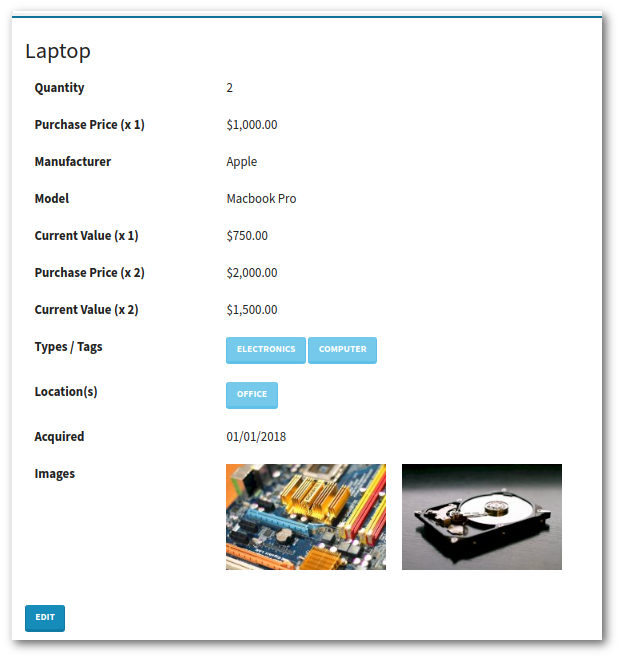 Laptop
Quantity 2
Purchase Price (x 1) $1,000.00
Manufacturer Apple
Model Macbook Pro
Current Value (x 1) $750.00
Purchase Price (x 2) $2,000.00
Current Value (x 2) $1,500.00
Types / Tags ELECTRONICS COMPUTER
Location(s) OFFICE
Acquired 01/01/2018
Images
EDIT